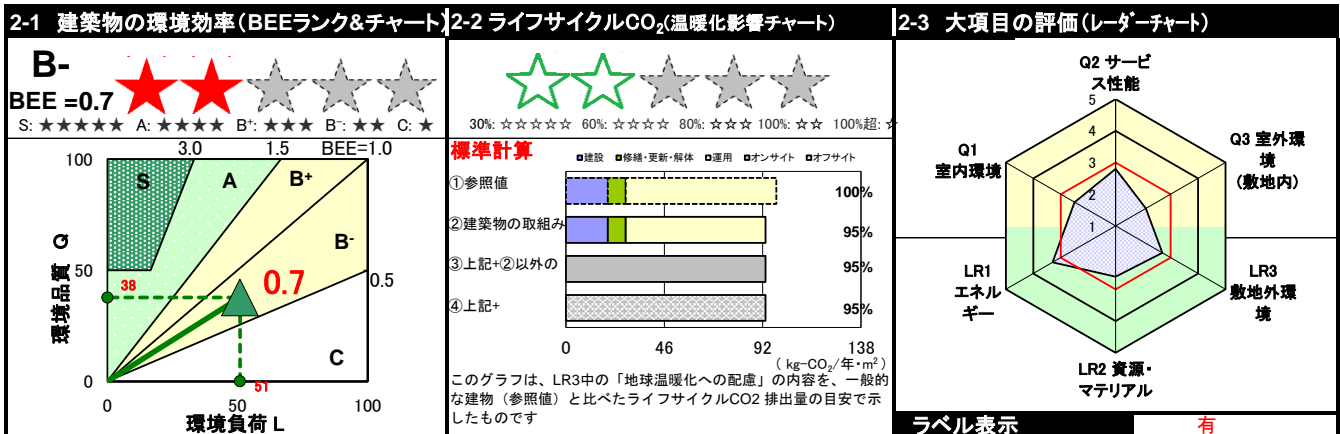 2-1 建築物の環境効率（BEEランク&チャート）
B-
BEE =0.7
S: ★★★★★ A: ★★★★ B+: ★★★ B−: ★★ C: ★
3.0 1.5 BEE=1.0
100
S A B+
B-
50
0.7
38
0.5
C
0
51
0 50 100
環境品質 Q
環境負荷 L
2-2 ライフサイクルCO2(温暖化影響チャート)
30%: ☆☆☆☆☆ 60%: ☆☆☆☆ 80%: ☆☆☆ 100%: ☆☆ 100%超: ☆
標準計算
■建設 ■修繕・更新・解体 □運用 ■オンサイト ■オフサイト
①参照値 100%
②建築物の取組み 95%
③上記+②以外の 95%
④上記+ 95%
0 46 92 138
( kg-CO2/年・m2 )
このグラフは、LR3中の「地球温暖化への配慮」の内容を、一般的
な建物（参照値）と比べたライフサイクルCO2 排出量の目安で示
したものです
2-3 大項目の評価（レーダーチャート）
Q2 サービ
ス性能
5
4
3
2
1
Q1
室内環境
Q3 室外環
境
（敷地内）
LR1
エネル
ギー
LR3
敷地外環
境
LR2 資源・
マテリアル
ラベル表示 有